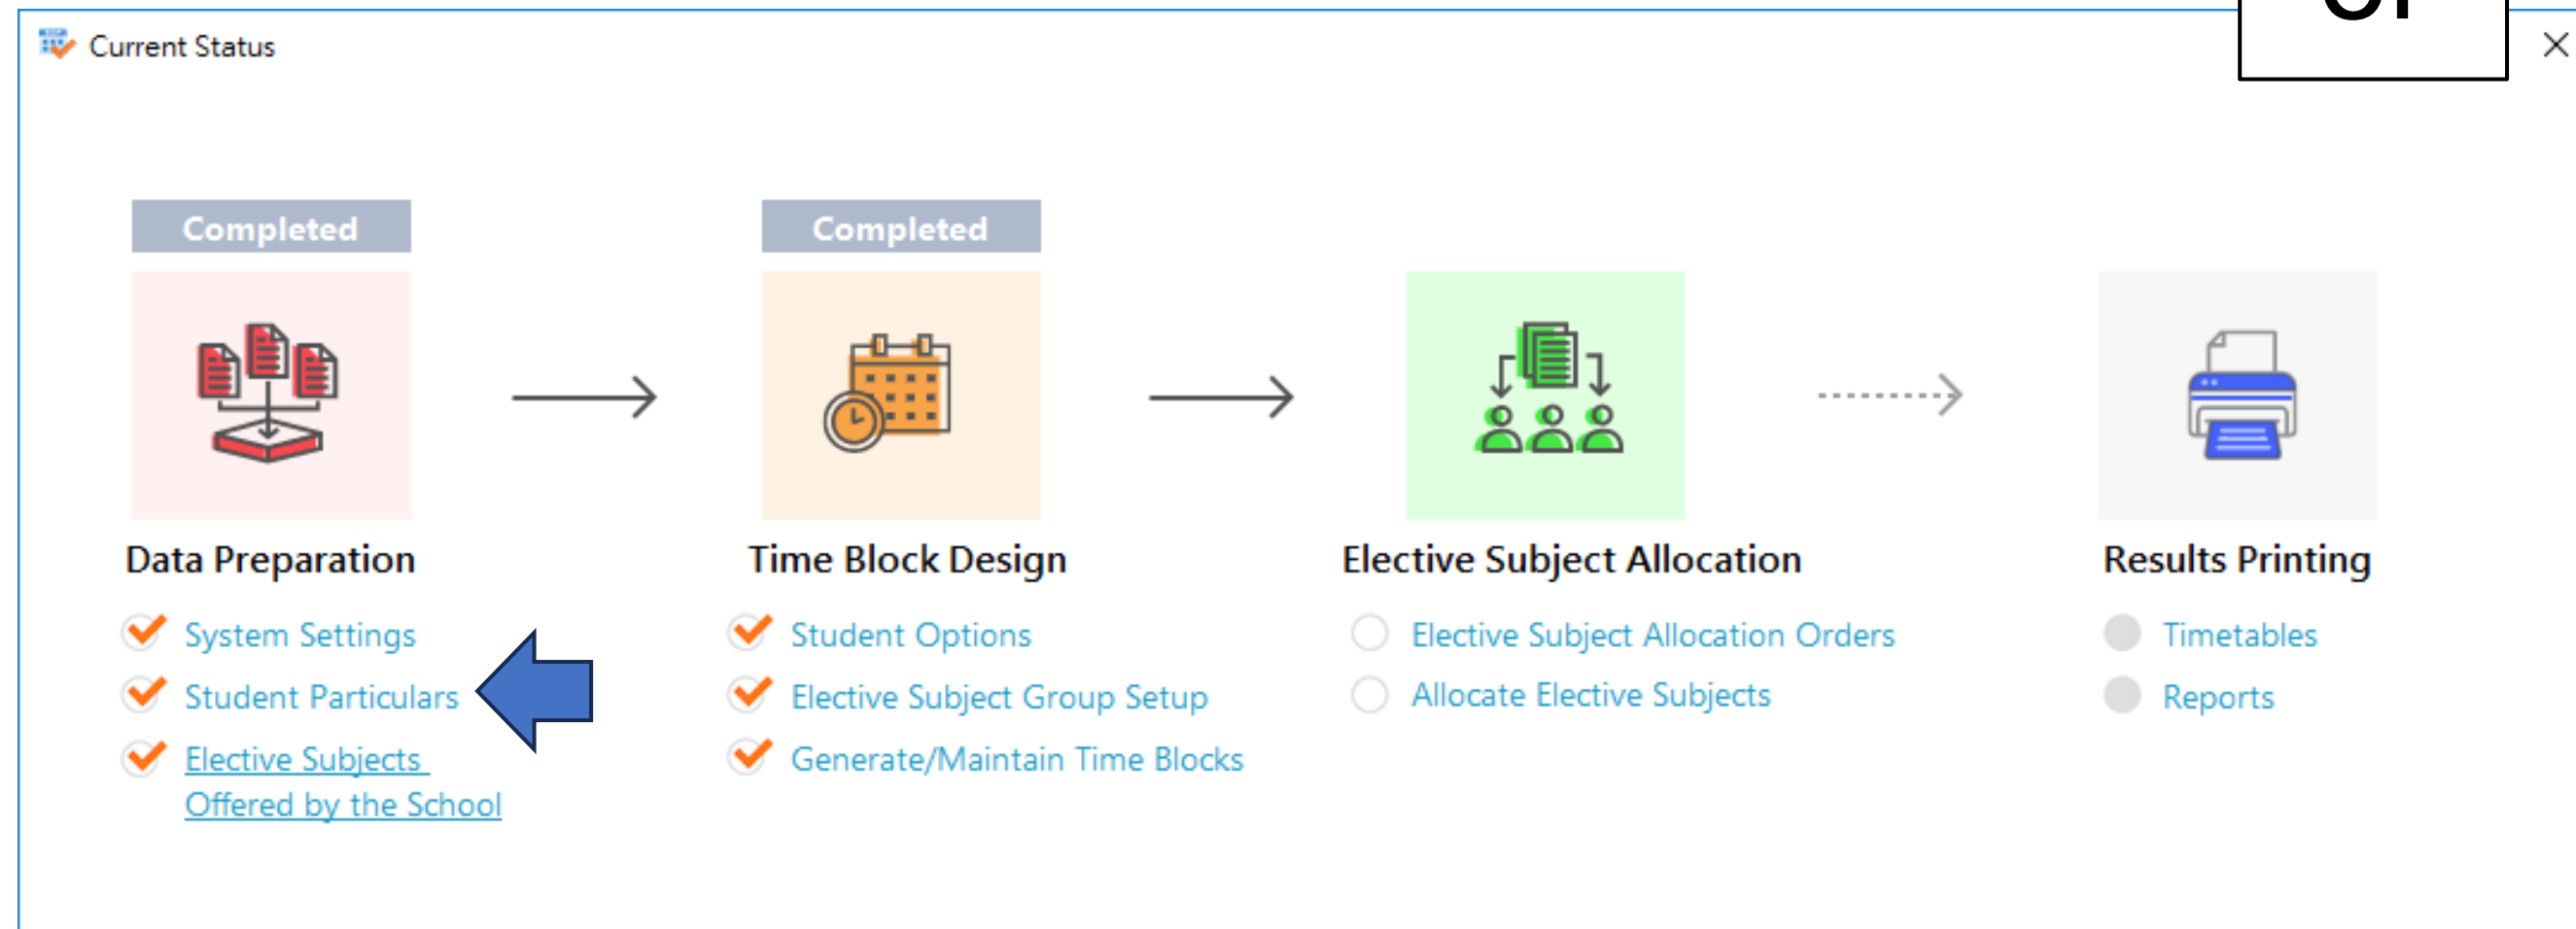 Current Status
Completed
Completed
Data Preparation
Time Block Design
Elective Subject Allocation
Results Printing
System Settings
Student Particulars
Elective Subjects
Offered by the School
Student Options
Elective Subject Group Setup
Generate/Maintain Time Blocks
Elective Subject Allocation Orders
Allocate Elective Subjects
Timetables
Reports